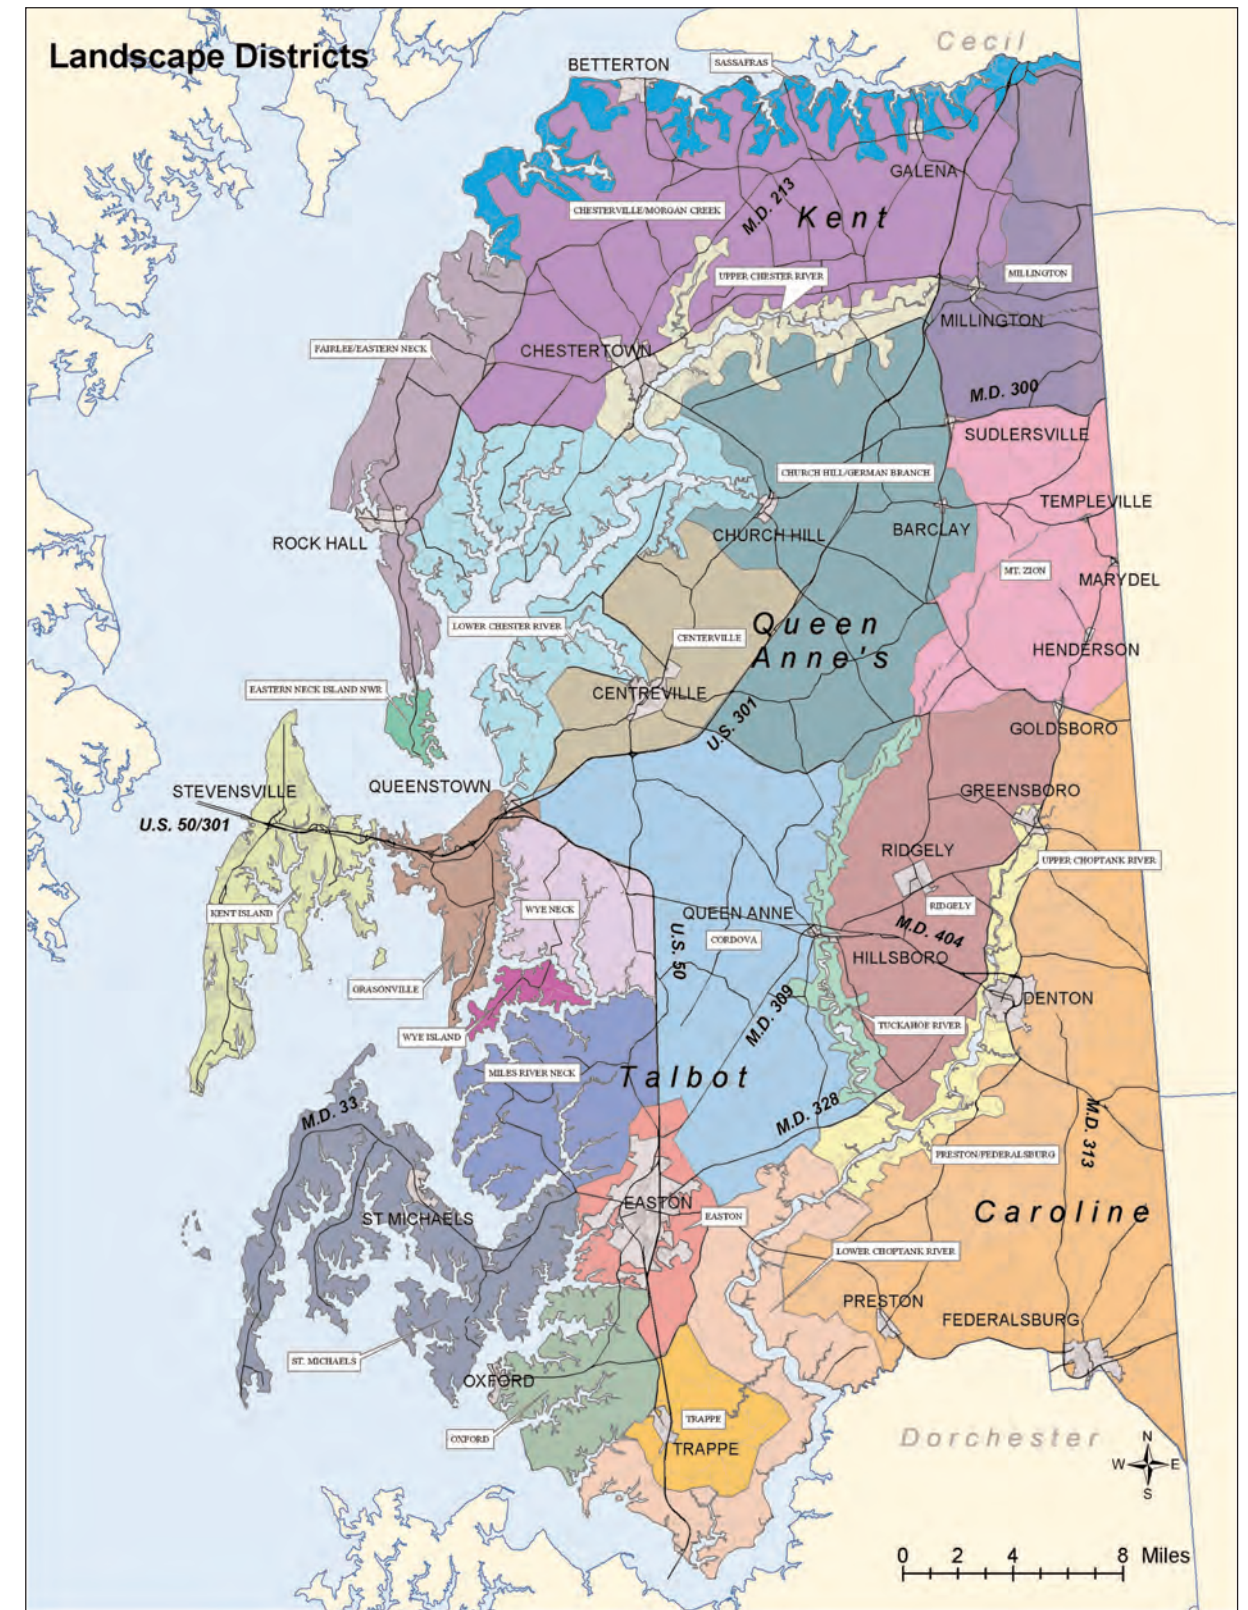 Landscape Districts
Cecil
BETTERTON
SASSAFRAS
GALENA
CHESTERVILLE/MORGAN CREEK
M.D. 213
Kent
UPPER CHESTER RIVER
MILLINGTON
MILLINGTON
FAIRLEE/EASTERN NECK
CHESTERTOWN
M.D. 300
SUDLERSVILLE
CHURCH HILL/GERMAN BRANCH
TEMPLEVILLE
ROCK HALL
CHURCH HILL
BARCLAY
MT. ZION
MARYDEL
LOWER CHESTER RIVER
CENTERVILLE
Queen
Anne's
HENDERSON
EASTERN NECK ISLAND NWR
CENTREVILLE
U.S. 301
GOLDSBORO
STEVENSVILLE
QUEENSTOWN
GREENSBORO
U.S. 50/301
RIDGELY
UPPER CHOPTANK RIVER
KENT ISLAND
WYE NECK
QUEEN ANNE
RIDGELY
CORDOVA
U.S. 50
M.D. 404
HILLSBORO
GRASONVILLE
M.D. 309
DENTON
WYE ISLAND
TUCKAHOE RIVER
MILES RIVER NECK
Talbot
M.D. 33
M.D. 328
M.D. 313
PRESTON/FEDERALSBURG
EASTON
Caroline
ST MICHAELS
EASTON
LOWER CHOPTANK RIVER
PRESTON
FEDERALSBURG
ST. MICHAELS
OXFORD
TRAPPE
OXFORD
TRAPPE
Dorchester
N
W
E
S
0 2 4 8 Miles